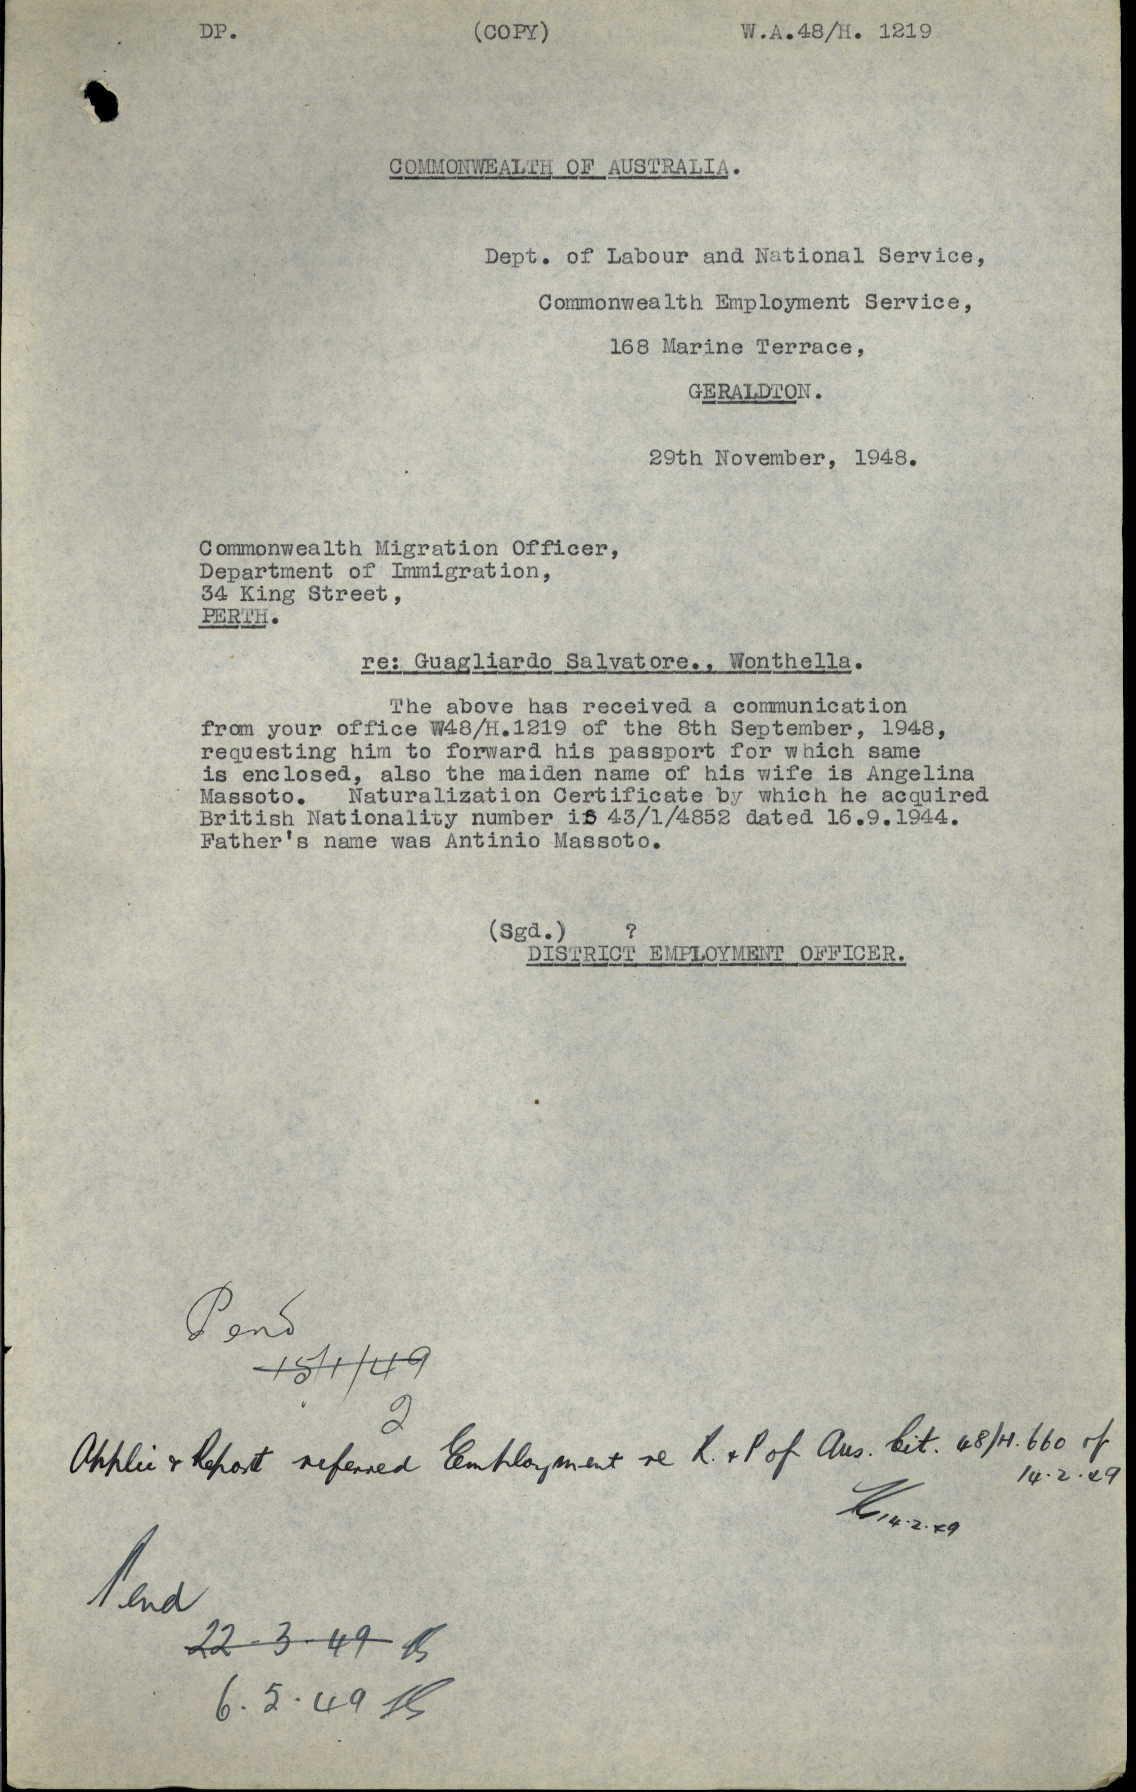 DP. (COPY) W.A.48/H. 1219
COMMONWEALTH OF AUSTRALIA.
Dept. of Labour and National Service,
Commonwealth Employment Service,
168 Marine Terrace,
GERALDTON.
29th November, 1948.
Commonwealth Migration Officer,
Department of Immigration,
34 King Street,
PERTH.
re: Guagliardo Salvatore., Wonthella.
The above has received a communication
from your office W48/H.1219 of the 8th September, 1948,
requesting him to forward his passport for which same
is enclosed, also the maiden name of his wife is Angelina
Massoto. Naturalization Certificate by which he acquired
British Nationality number is 43/1/4852 dated 16.9.1944.
Father's name was Antinio Massoto.
(Sgd.) ?
DISTRICT EMPLOYMENT OFFICER.
Pend
15/1/49
Applic & Report referred Employment re R. & P of Aus. Cit. 48/H.660 of
14.2.49
14.2.49
Pend
22-3-49
6.5.49